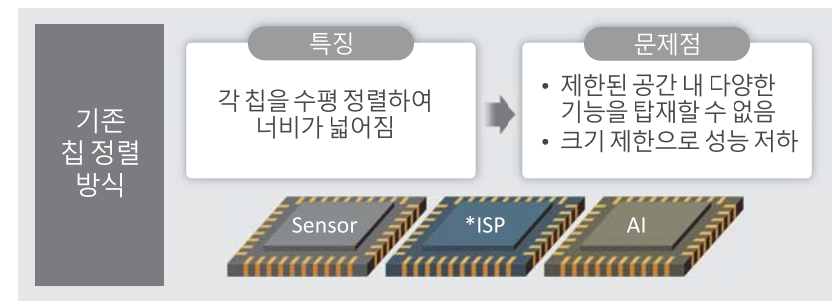 기존
칩 정렬
방식
특징
각 칩을 수평 정렬하여
너비가 넓어짐
문제점
• 제한된 공간 내 다양한
기능을 탑재할 수 없음
• 크기 제한으로 성능 저하
Sensor
*ISP
AI